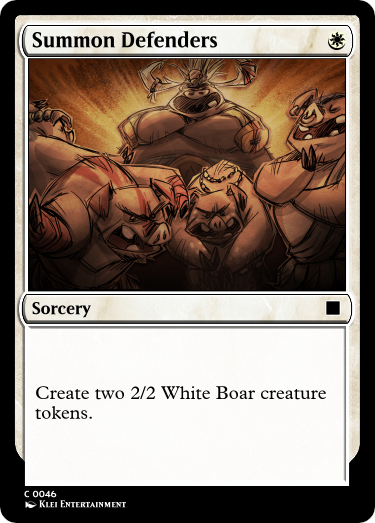 Summon Defenders
Sorcery
Create two 2/2 White Boar creature
tokens.
C 0046
Klei Entertainment